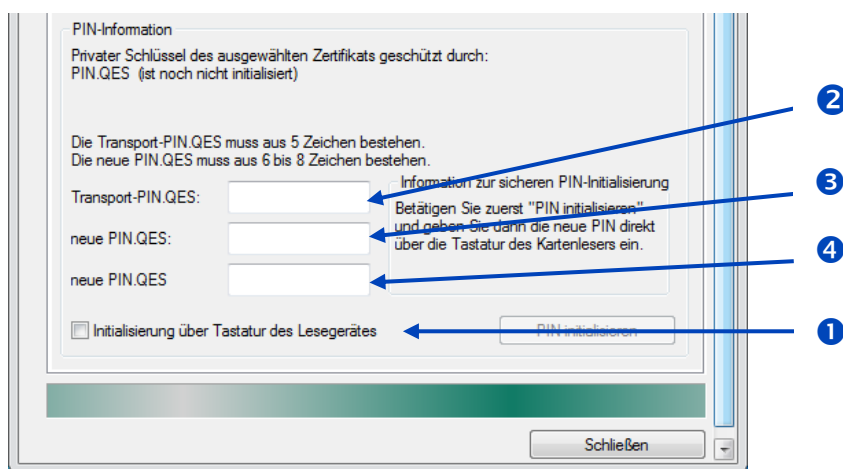 PIN-Information
Privater Schlüssel des ausgewählten Zertifikats geschützt durch:
PIN.QES (ist noch nicht initialisiert)
Die Transport-PIN.QES muss aus 5 Zeichen bestehen.
Die neue PIN.QES muss aus 6 bis 8 Zeichen bestehen.
Transport-PIN.QES:
neue PIN.QES:
neue PIN.QES
Information zur sicheren PIN-Initialisierung
Betätigen Sie zuerst "PIN initialisieren"
und geben Sie dann die neue PIN direkt
über die Tastatur des Kartenlesers ein.
Initialisierung über Tastatur des Lesegerätes
PIN initialisieren
Schließen
2
3
4
1